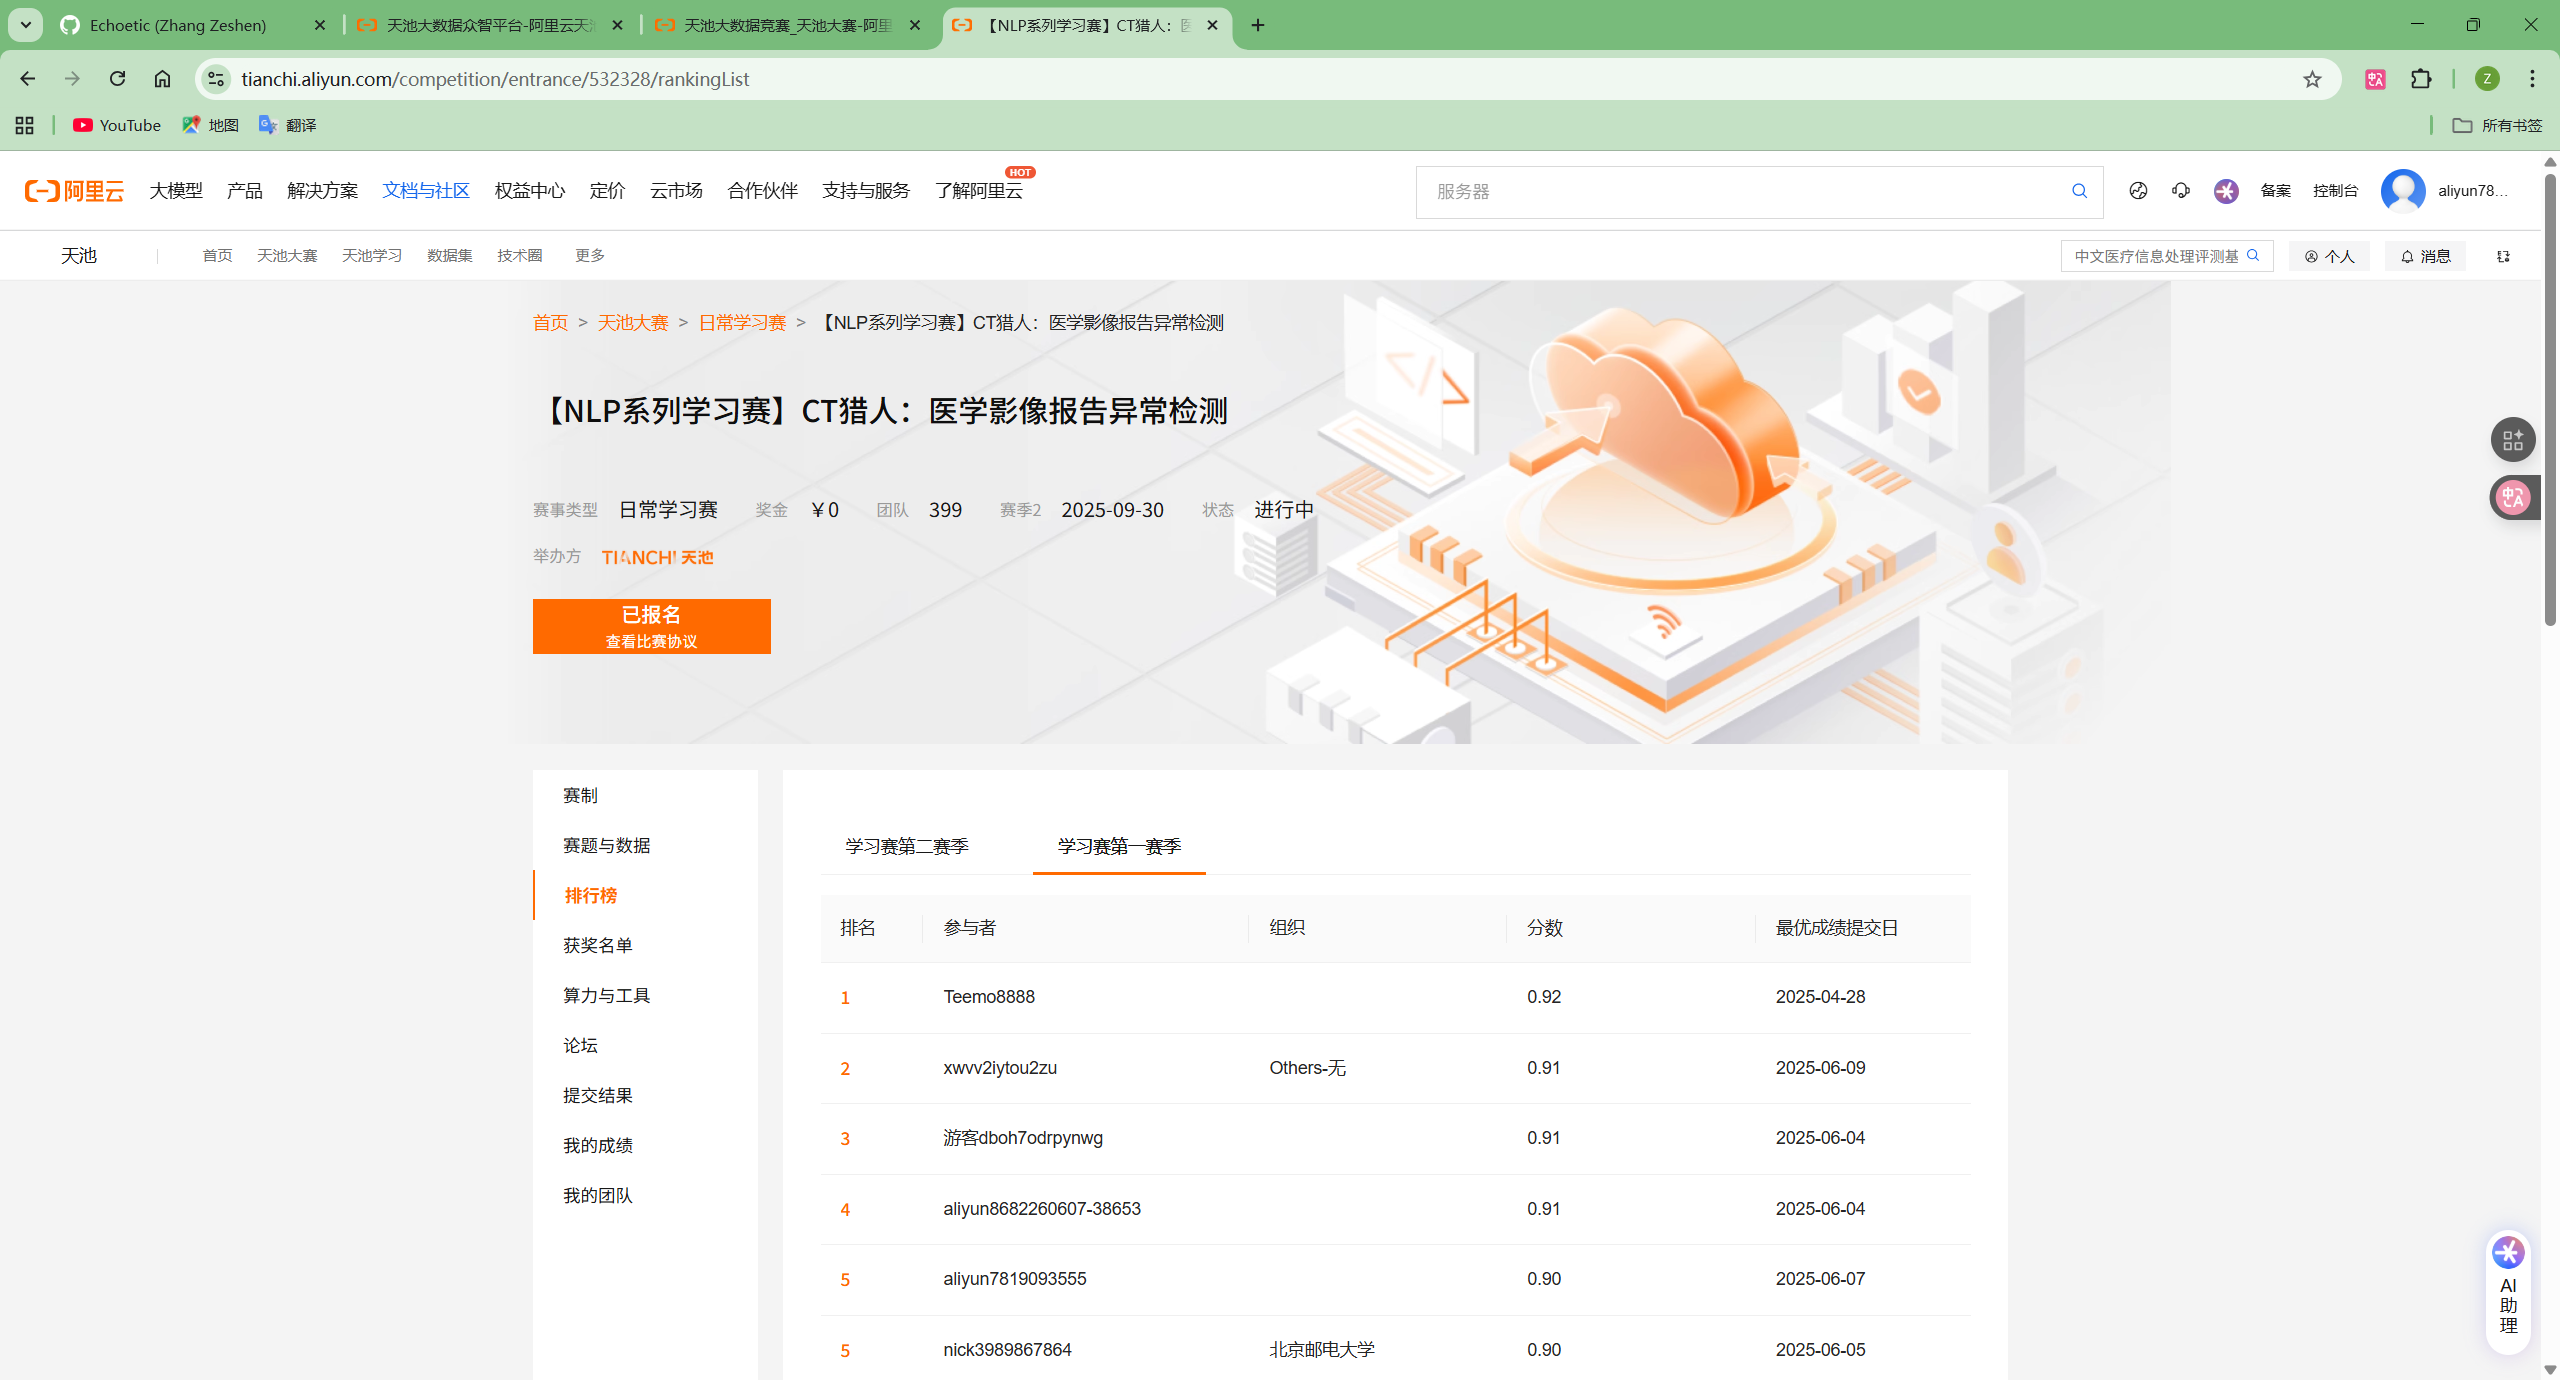 Echoetic (Zhang Zeshen)
天池大数据众智平台-阿里云天
天池大数据竞赛_天池大赛-阿里
【NLP系列学习赛】CT猎人：医
tianchi.aliyun.com/competition/entrance/532328/rankingList
Z
YouTube
地图
翻译
所有书签
阿里云
大模型
产品
解决方案
文档与社区
权益中心
定价
云市场
合作伙伴
支持与服务
了解阿里云
HOT
服务器
备案
控制台
aliyun78...
天池
首页
天池大赛
天池学习
数据集
技术圈
更多
中文医疗信息处理评测基
个人
消息
首页 > 天池大赛 > 日常学习赛 > 【NLP系列学习赛】CT猎人：医学影像报告异常检测
【NLP系列学习赛】CT猎人：医学影像报告异常检测
赛事类型 日常学习赛 奖金 ￥0 团队 399 赛季2 2025-09-30 状态 进行中
举办方 TIANCHI 天池
已报名
查看比赛协议
赛制
赛题与数据
排行榜
获奖名单
算力与工具
论坛
提交结果
我的成绩
我的团队
学习赛第二赛季 学习赛第一赛季
排名 参与者 组织 分数 最优成绩提交日
1 Teemo8888 0.92 2025-04-28
2 xwvv2iytou2zu Others-无 0.91 2025-06-09
3 游客dboh7odrpynwg 0.91 2025-06-04
4 aliyun8682260607-38653 0.91 2025-06-04
5 aliyun7819093555 0.90 2025-06-07
5 nick3989867864 北京邮电大学 0.90 2025-06-05
AI
助
理